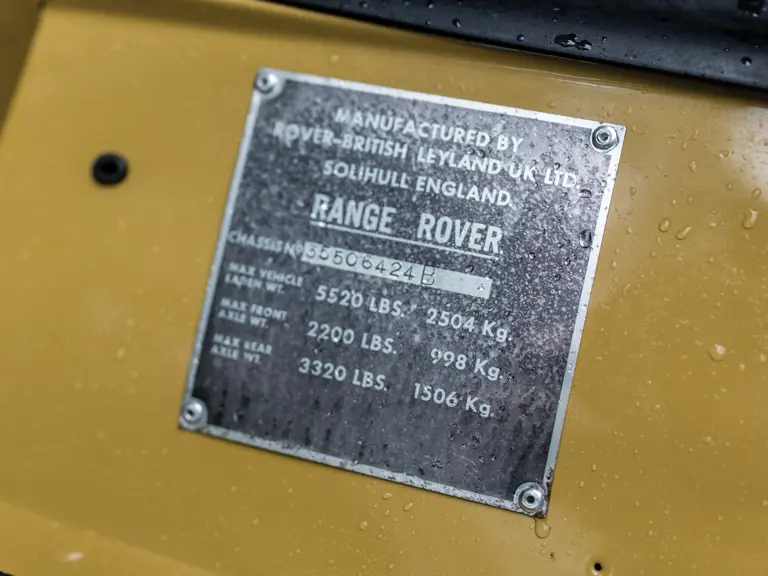 MANUFACTURED BY
ROVER-BRITISH LEYLAND UK LTD
SOLIHULL ENGLAND
RANGE ROVER
CHASSIS Nº 35506424B
MAX VEHICLE LADEN WT. 5520 LBS. 2504 Kg.
MAX FRONT AXLE WT. 2200 LBS. 998 Kg.
MAX REAR AXLE WT. 3320 LBS. 1506 Kg.